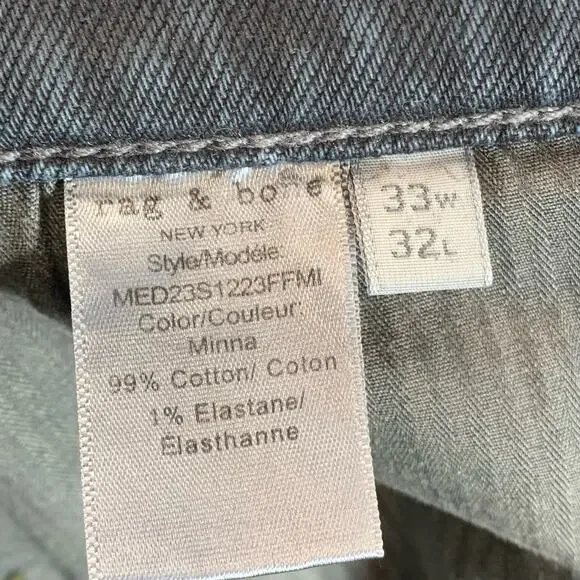 rag & bone
NEW YORK
Style/Modèle:
MED23S1223FFMI
Color/Couleur:
Minna
99% Cotton/ Coton
1% Elastane/
Élasthanne
33W
32L